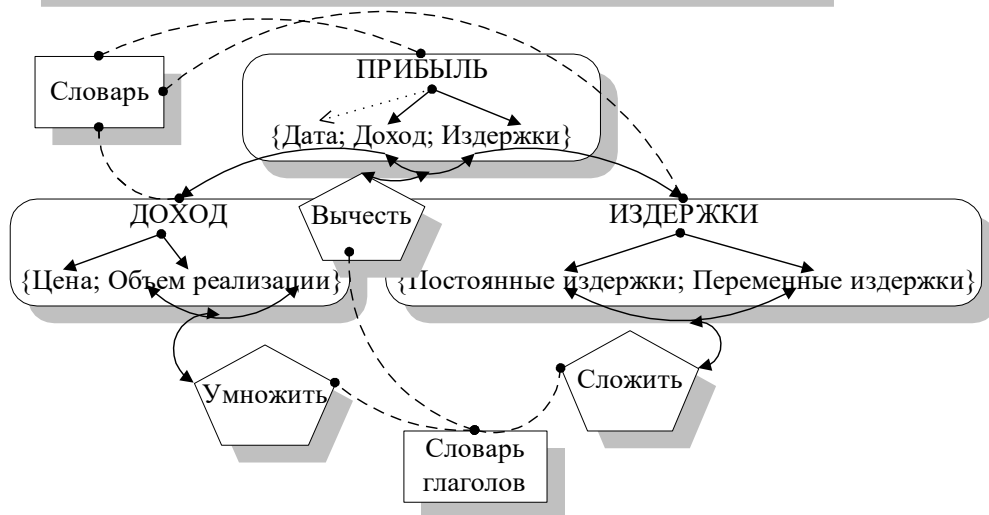 ПРИБЫЛЬ
Словарь
{Дата; Доход; Издержки}
ДОХОД
Вычесть
ИЗДЕРЖКИ
{Цена; Объем реализации}
{Постоянные издержки; Переменные издержки}
Умножить
Сложить
Словарь
глаголов